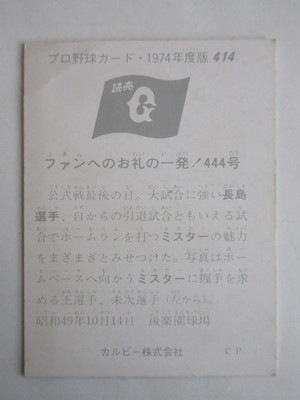 プロ野球カード・1974年度版 414
読売
G
ファンへのお礼の一発!444号
公式戦最後の日。大試合に強い長島
選手、自からの引退試合ともいえる試
合でホームランを打つミスターの魅力
をまざまざとみせつけた。写真はホー
ムベースへ向かうミスターに握手を求
める王選手、末次選手(左から)。
昭和49年10月14日 後楽園球場
カルビー株式会社 C P